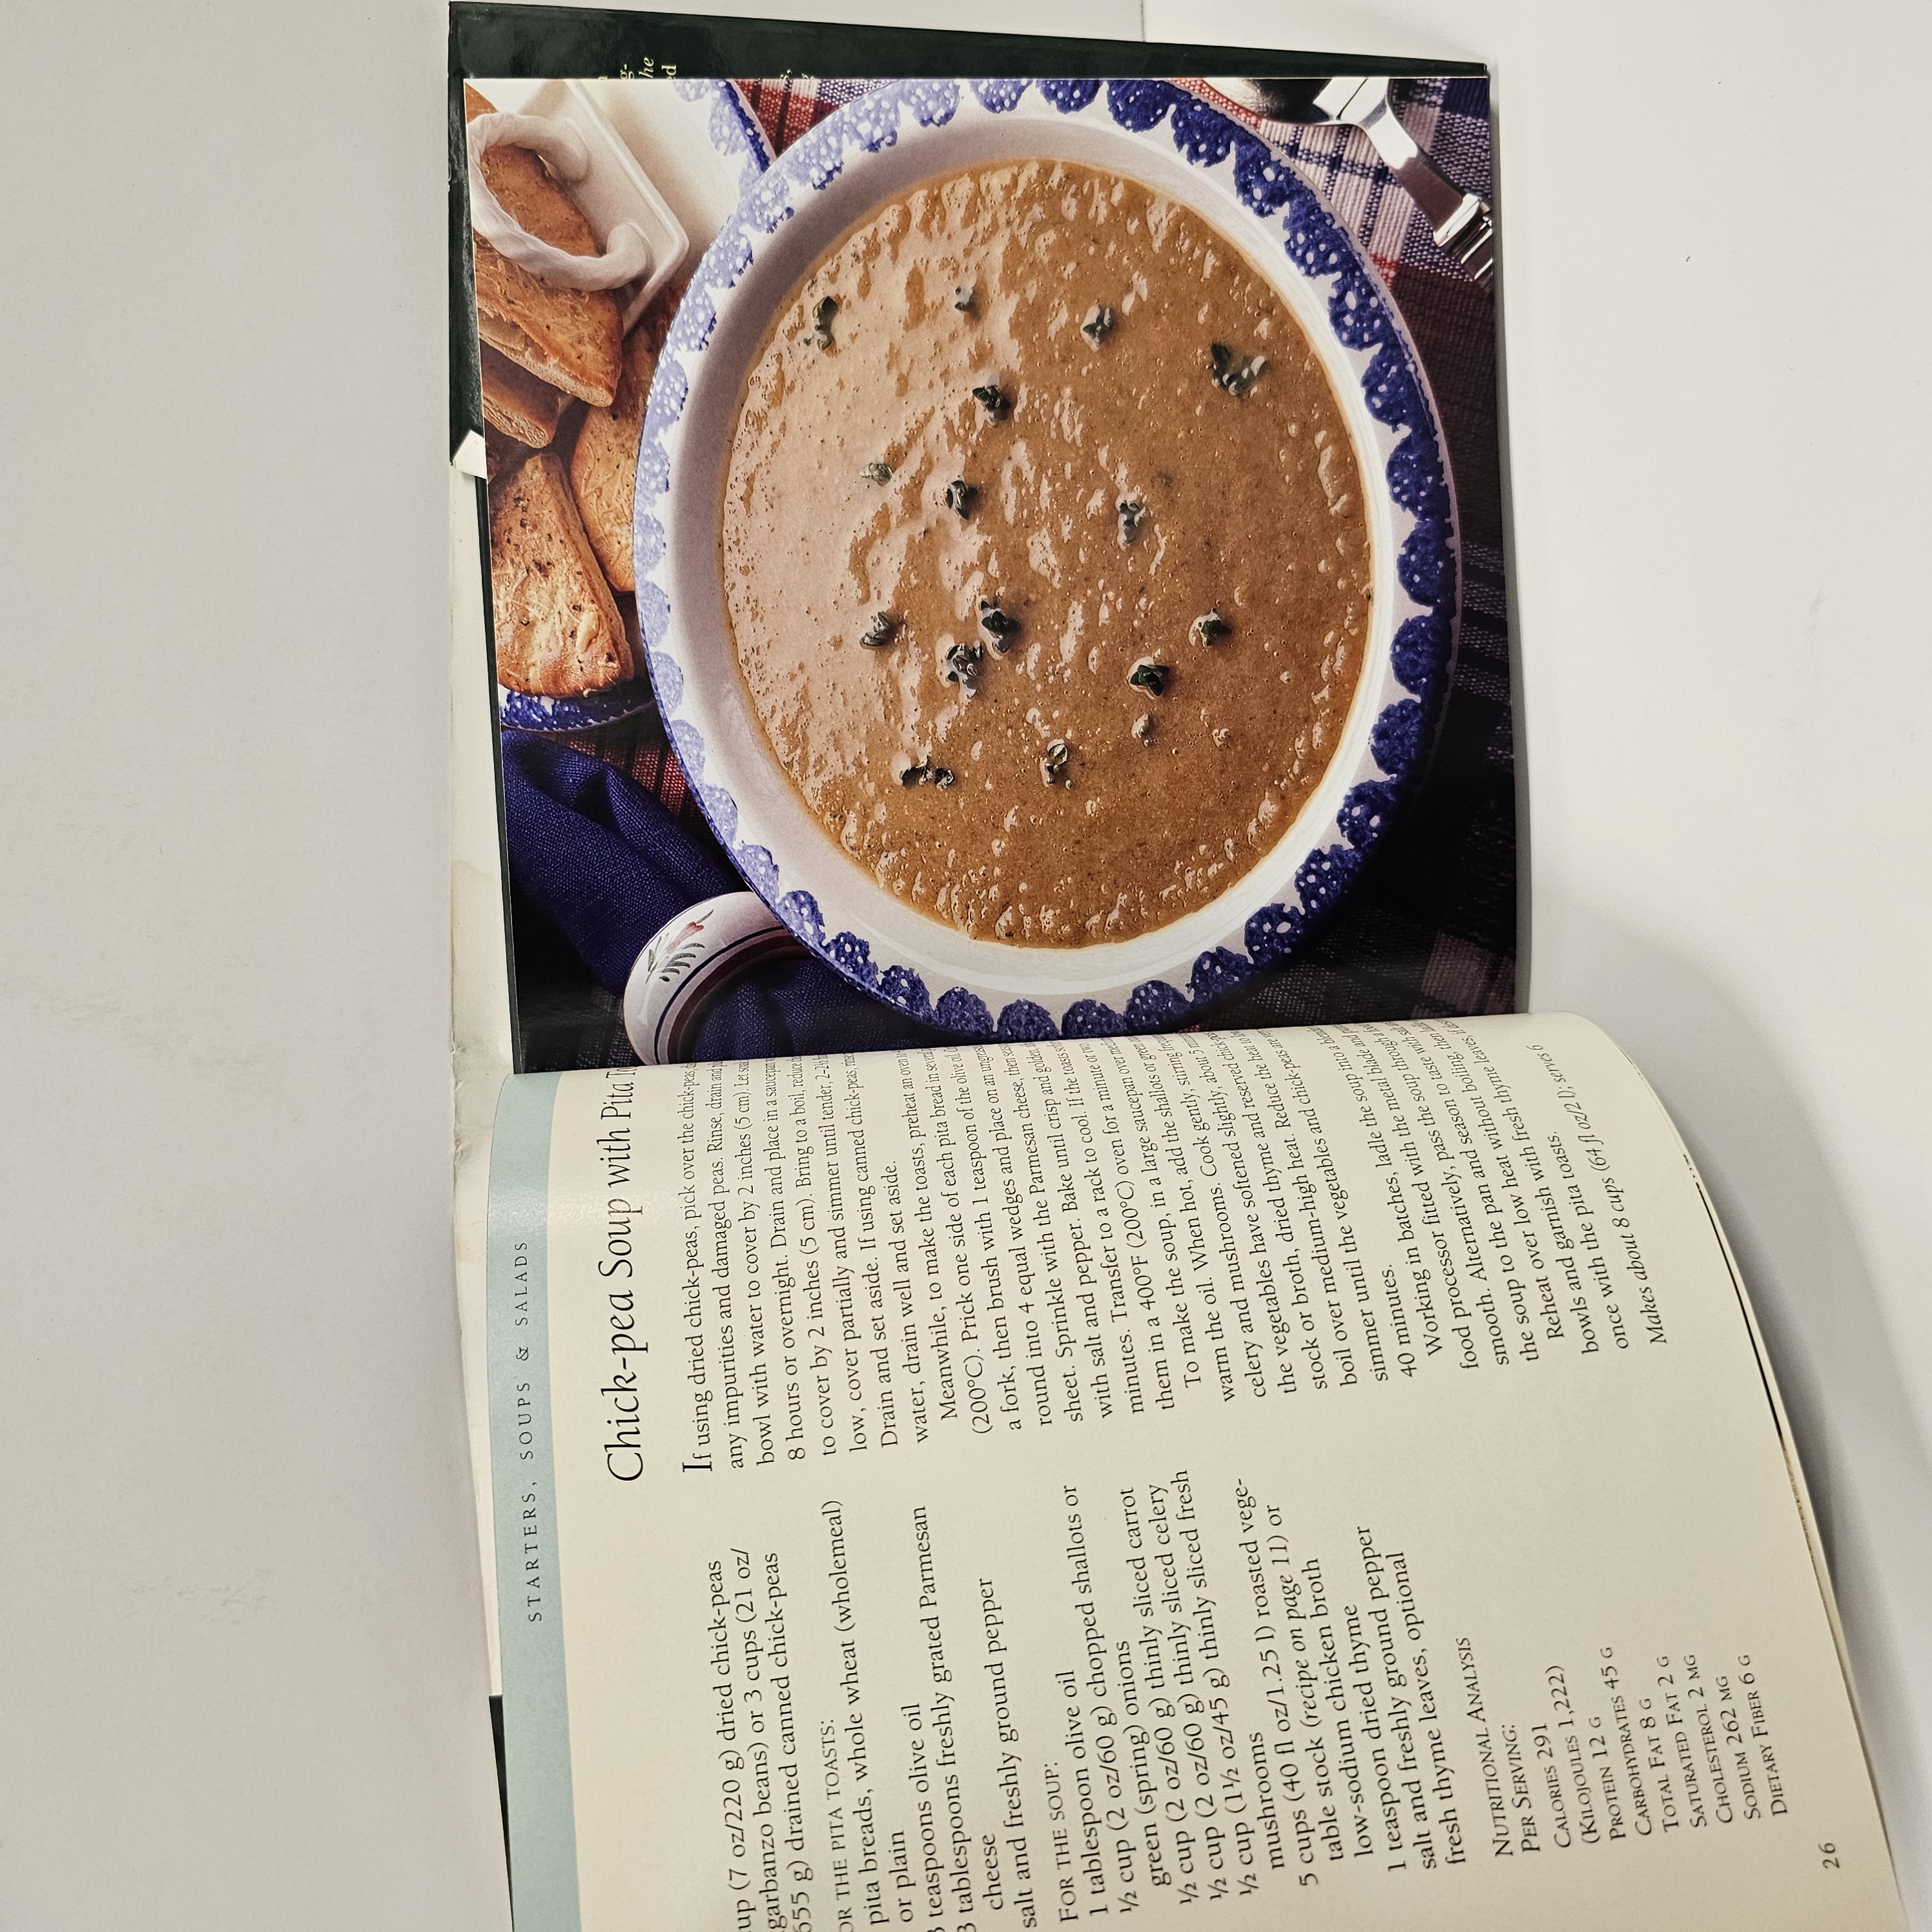 STARTERS, SOUPS & SALADS
Chick-pea Soup with Pita
cup (7 oz/220 g) dried chick-peas
garbanzo beans) or 3 cups (21 oz/
655 g) drained canned chick-peas
FOR THE PITA TOASTS:
pita breads, whole wheat (wholemeal)
or plain
3 teaspoons olive oil
3 tablespoons freshly grated Parmesan
cheese
salt and freshly ground pepper
FOR THE SOUP:
1 tablespoon olive oil
½ cup (2 oz/60 g) chopped shallots or
green (spring) onions
½ cup (2 oz/60 g) thinly sliced carrot
½ cup (2 oz/60 g) thinly sliced celery
½ cup (1½ oz/45 g) thinly sliced fresh
mushrooms
5 cups (40 fl oz/1.25 l) roasted vege-
table stock (recipe on page 11) or
low-sodium chicken broth
1 teaspoon dried thyme
salt and freshly ground pepper
fresh thyme leaves, optional
NUTRITIONAL ANALYSIS
PER SERVING:
CALORIES 291
(KILOJOULES 1,222)
PROTEIN 12 G
CARBOHYDRATES 45 G
TOTAL FAT 8 G
SATURATED FAT 2 G
CHOLESTEROL 2 MG
SODIUM 262 MG
DIETARY FIBER 6 G
26
If using dried chick-peas, pick over the chick-peas,
any impurities and damaged peas. Rinse, drain and
bowl with water to cover by 2 inches (5 cm). Let
8 hours or overnight. Drain and place in a saucepan
to cover by 2 inches (5 cm). Bring to a boil, reduce
low, cover partially and simmer until tender,
Drain and set aside. If using canned chick-peas,
water, drain well and set aside.
Meanwhile, to make the toasts, preheat an oven
(200°C). Prick one side of each pita bread in several
a fork, then brush with 1 teaspoon of the olive oil.
round into 4 equal wedges and place on an
sheet. Sprinkle with the Parmesan cheese, then
with salt and pepper. Bake until crisp and golden,
minutes. Transfer to a rack to cool. If the toasts
them in a 400°F (200°C) oven for a minute or two
To make the soup, in a large saucepan over
warm the oil. When hot, add the shallots or green
celery and mushrooms. Cook gently, stirring
the vegetables have softened slightly, about 5
stock or broth, dried thyme and reserved
boil over medium-high heat. Reduce the heat to
simmer until the vegetables and chick-peas are
40 minutes.
Working in batches, ladle the soup into a
food processor fitted with the metal blade and
smooth. Alternatively, pass the soup through a
the soup to the pan and season to taste with
Reheat over low heat without boiling, then
bowls and garnish with fresh thyme leaves, if
once with the pita toasts.
Makes about 8 cups (64 fl oz/2 l); serves 6